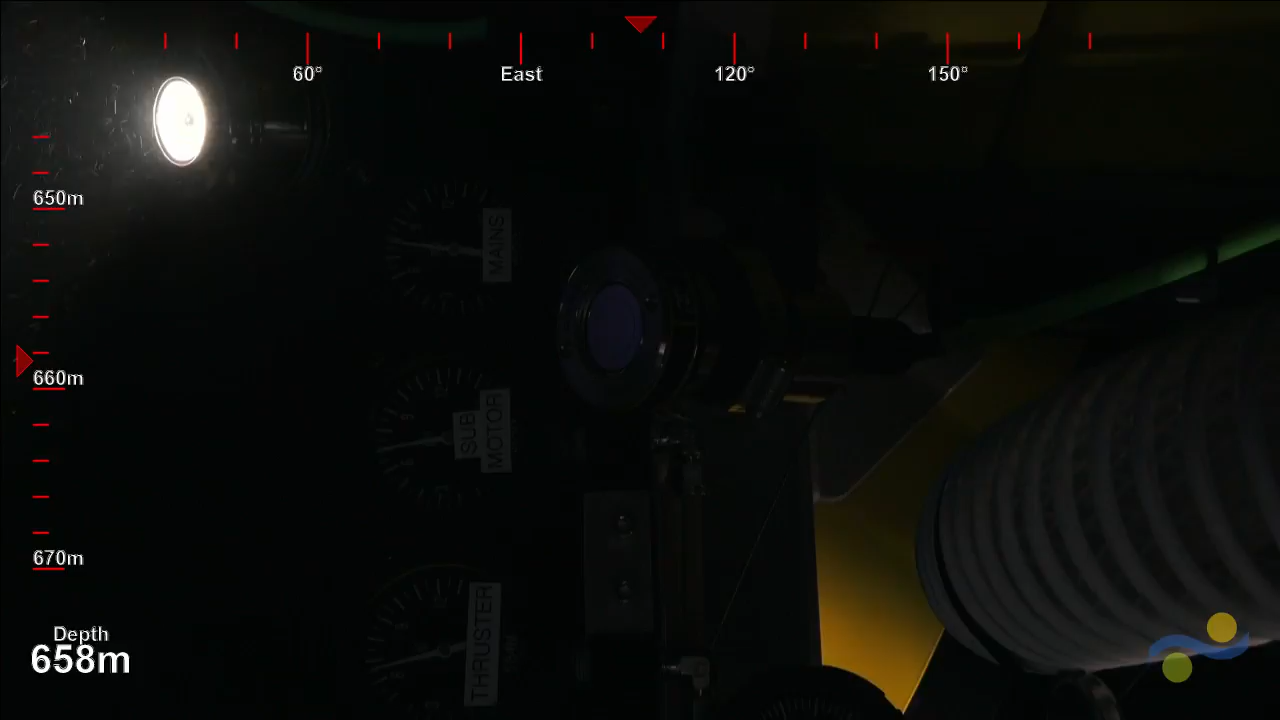 60° East 120° 150°
650m
660m
670m
Depth
658m
MAINS
SUB
MOTOR
THRUSTER